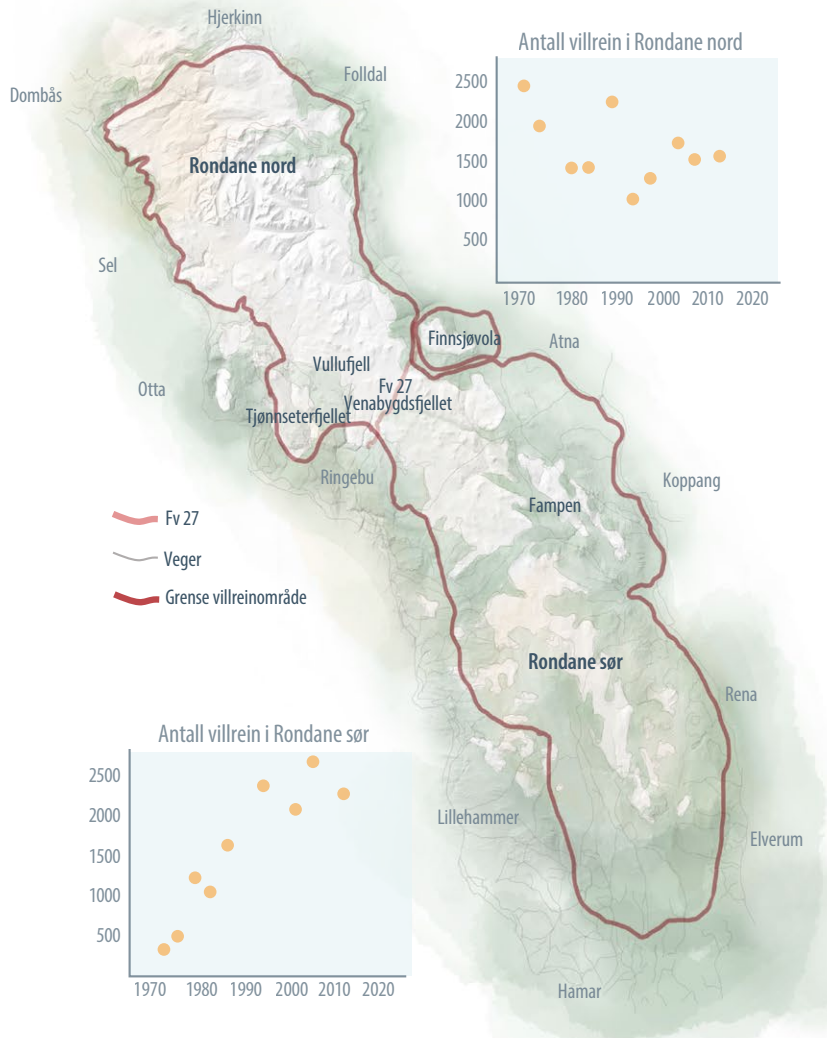 Hjerkinn
Antall villrein i Rondane nord
Folldal
Dombås
2500
2000
1500
1000
500
1970 1980 1990 2000 2010 2020
Rondane nord
Sel
Finnsjøvola
Atna
Vullufjell
Otta
Fv 27
Venabygdsfjellet
Tjønnseterfjellet
Ringebu
Koppang
Fampen
Fv 27
Veger
Grense villreinområde
Rondane sør
Rena
Antall villrein i Rondane sør
2500
2000
1500
1000
500
1970 1980 1990 2000 2010 2020
Lillehammer
Elverum
Hamar